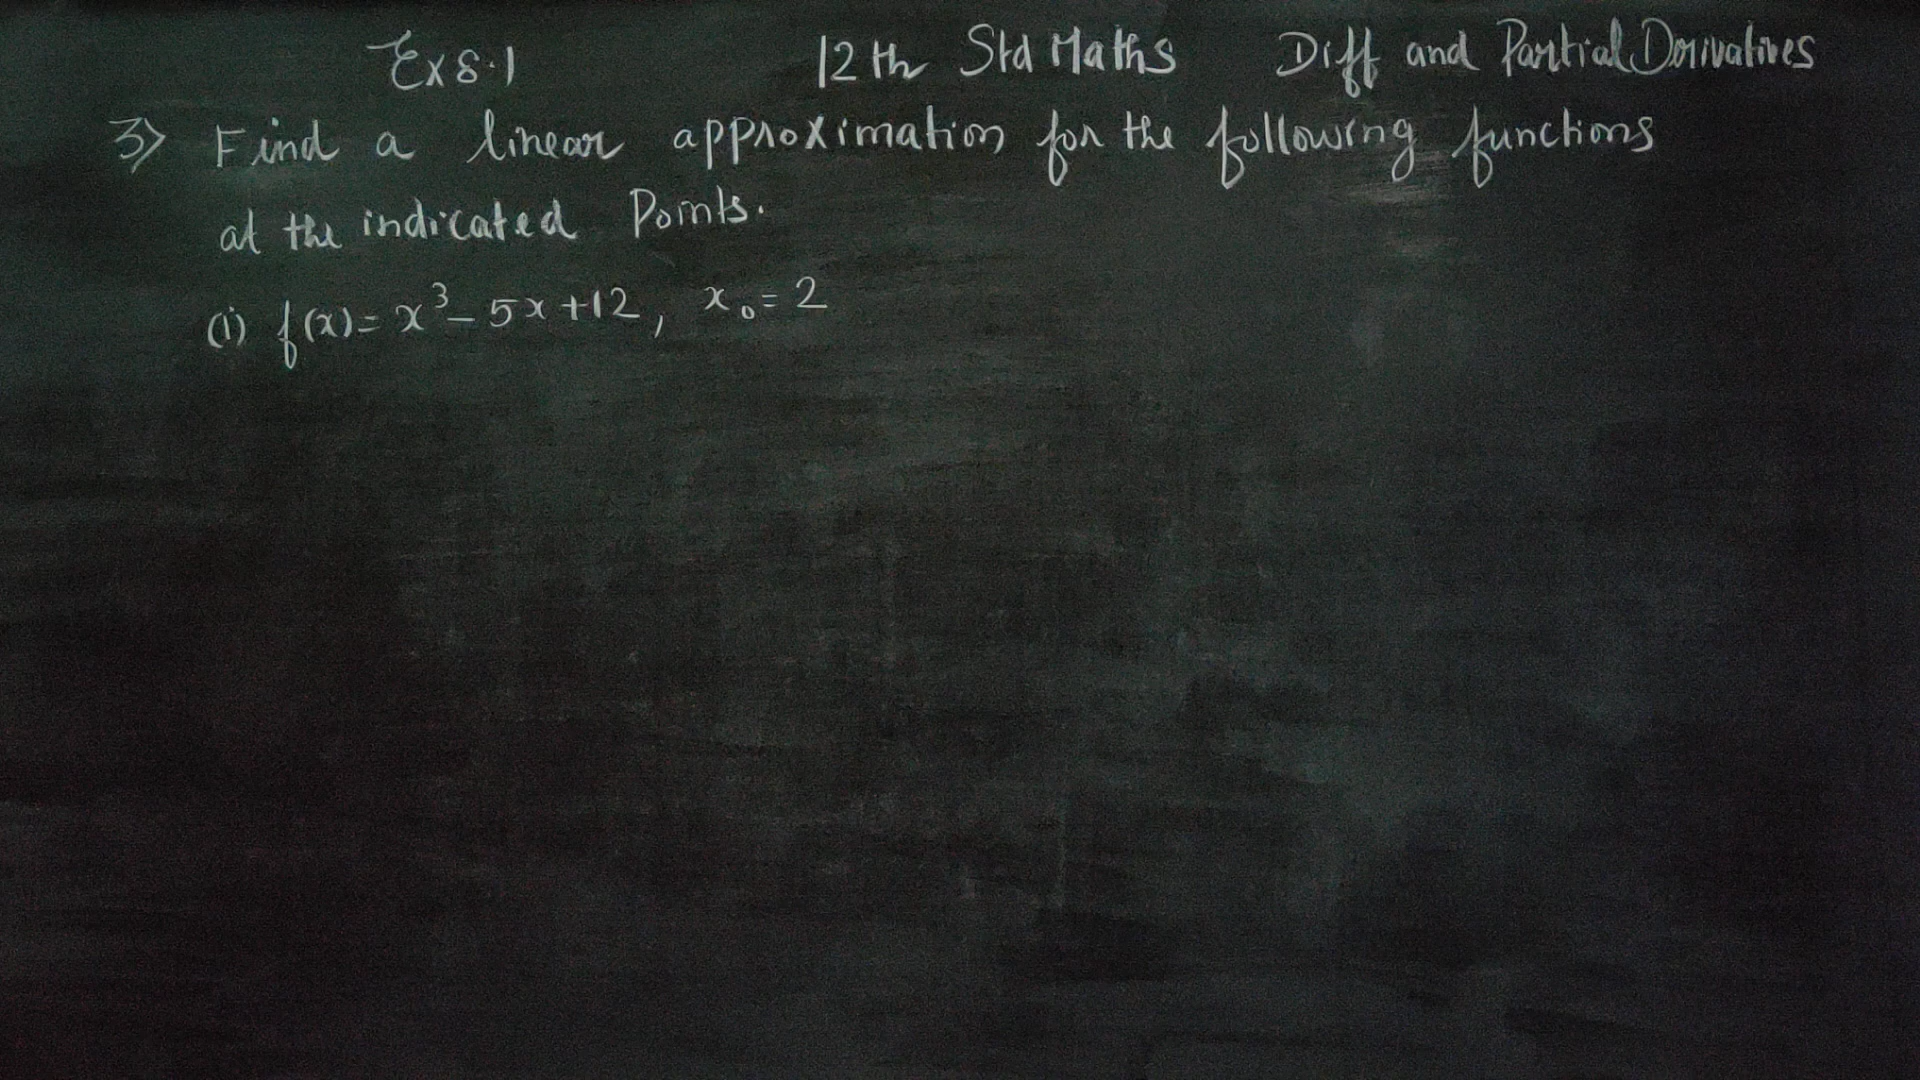 Ex 8.1 12th Std Maths Diff and Partial Derivatives
3) Find a linear approximation for the following functions
at the indicated Points.
(i) f(x) = x³ - 5x + 12, x₀ = 2